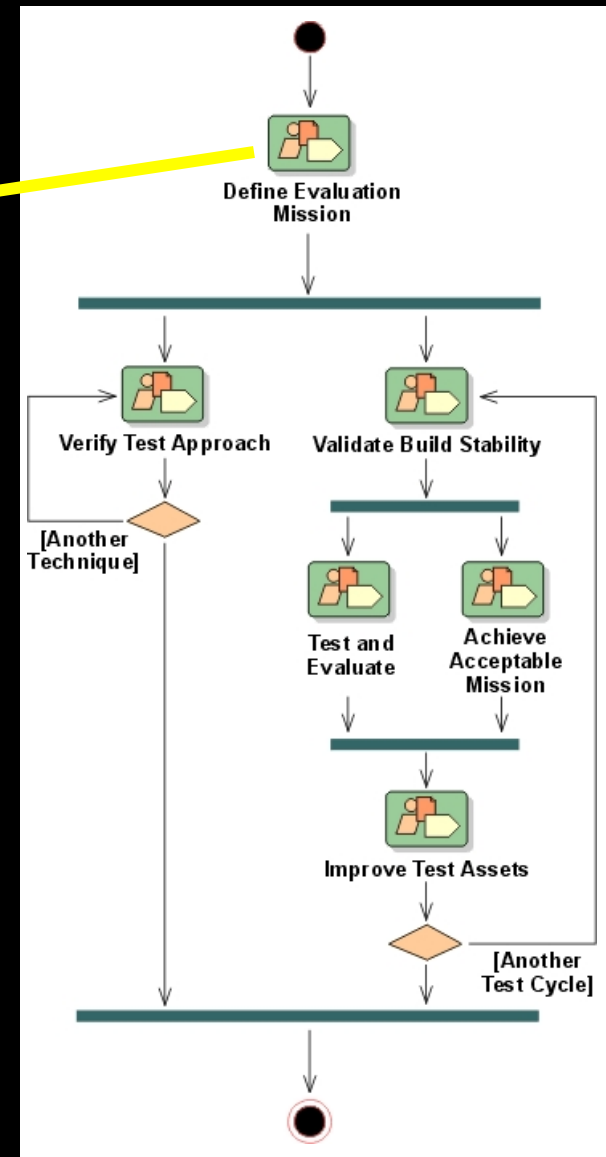 Define Evaluation
Mission
Verify Test Approach
Validate Build Stability
[Another
Technique]
Test and
Evaluate
Achieve
Acceptable
Mission
Improve Test Assets
[Another
Test Cycle]